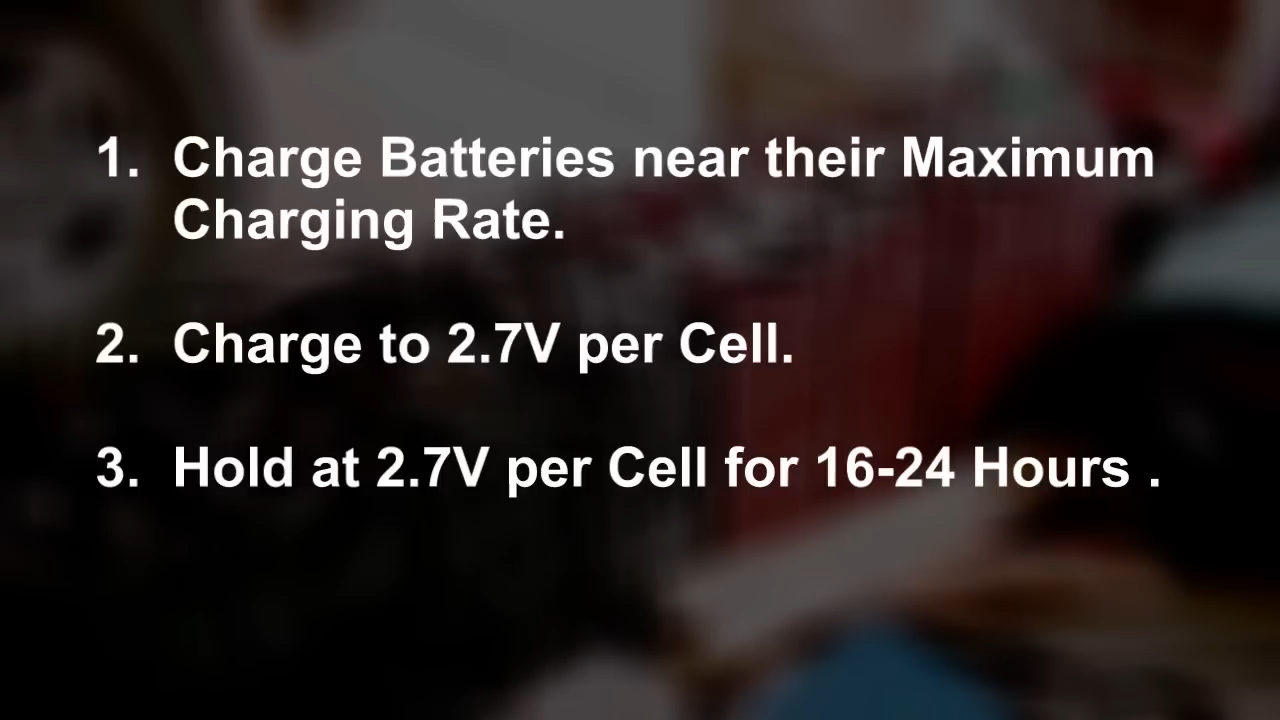 1. Charge Batteries near their Maximum
Charging Rate.
2. Charge to 2.7V per Cell.
3. Hold at 2.7V per Cell for 16-24 Hours .